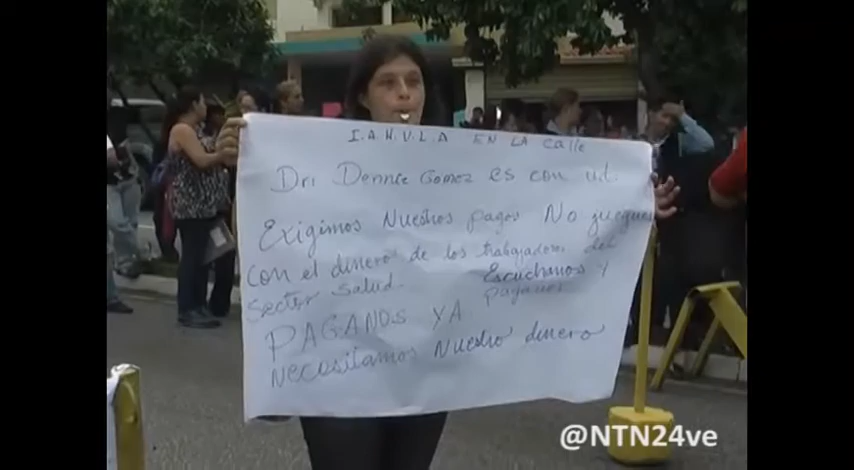 I.A.H.U.L.A EN LA calle
Dr. Dennie Gomez es con ud.
Exigimos Nuestros pagos No juegues
con el dinero de los trabajadores del
Sector salud. Escuchanos y
paganos
PAGANOS YA
necesitamos Nuestro dinero
@NTN24ve